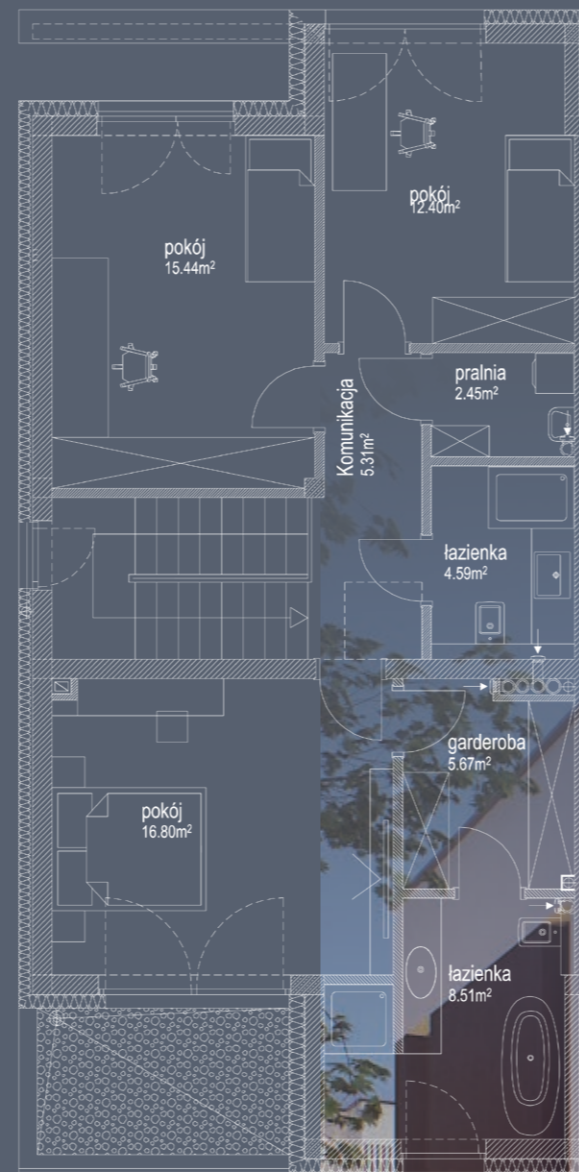 pokój
12.40m²
pokój
15.44m²
pralnia
2.45m²
Komunikacja
5.31m²
łazienka
4.59m²
garderoba
5.67m²
pokój
16.80m²
łazienka
8.51m²